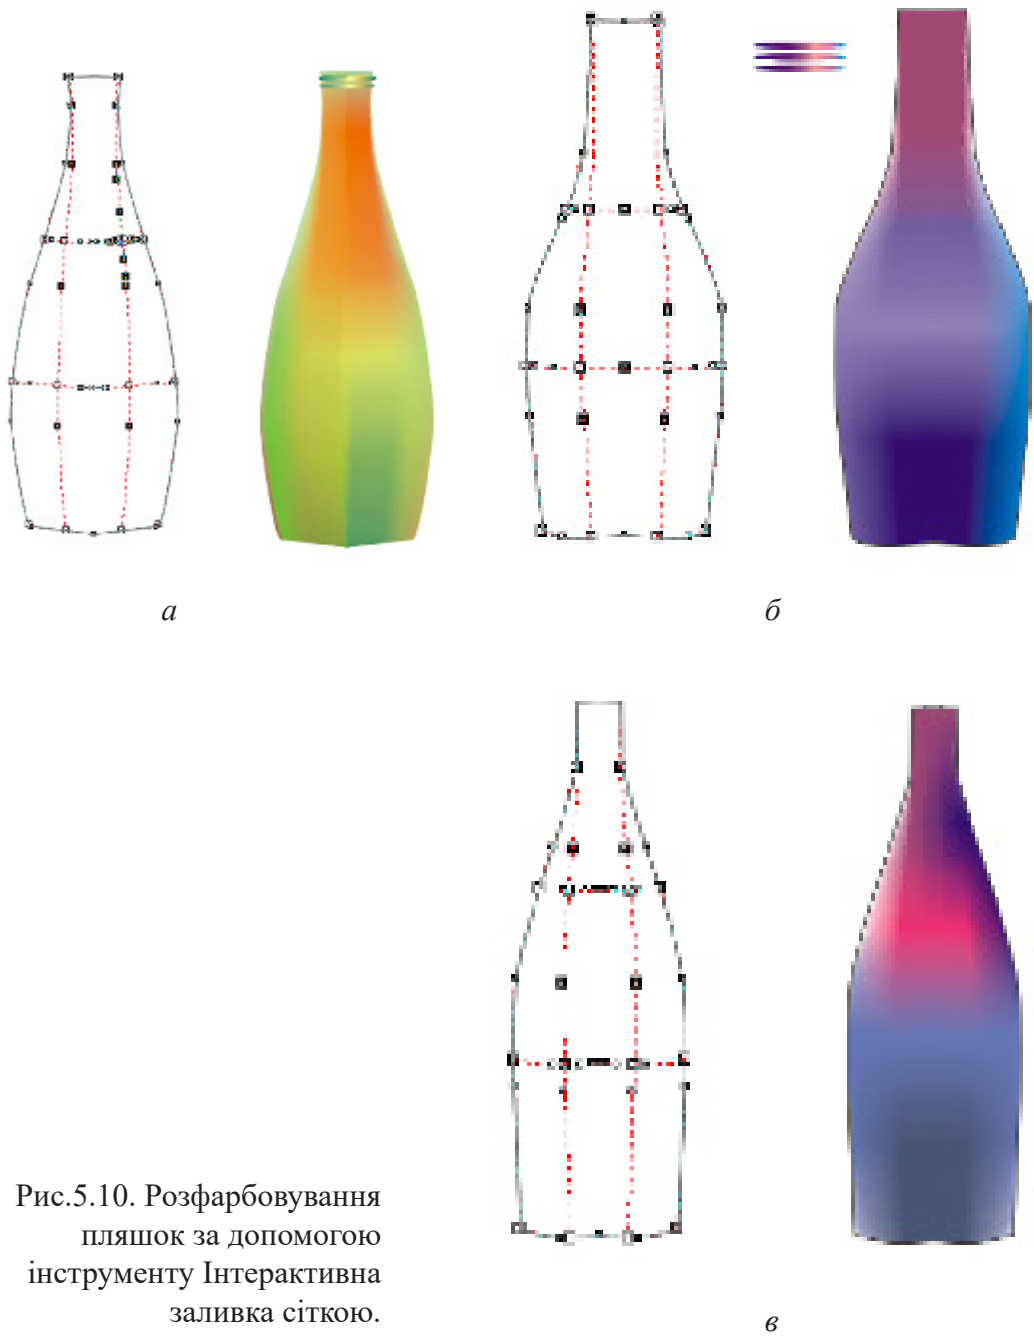 а
б
Рис.5.10. Розфарбовування
пляшок за допомогою
інструменту Інтерактивна
заливка сіткою.
в